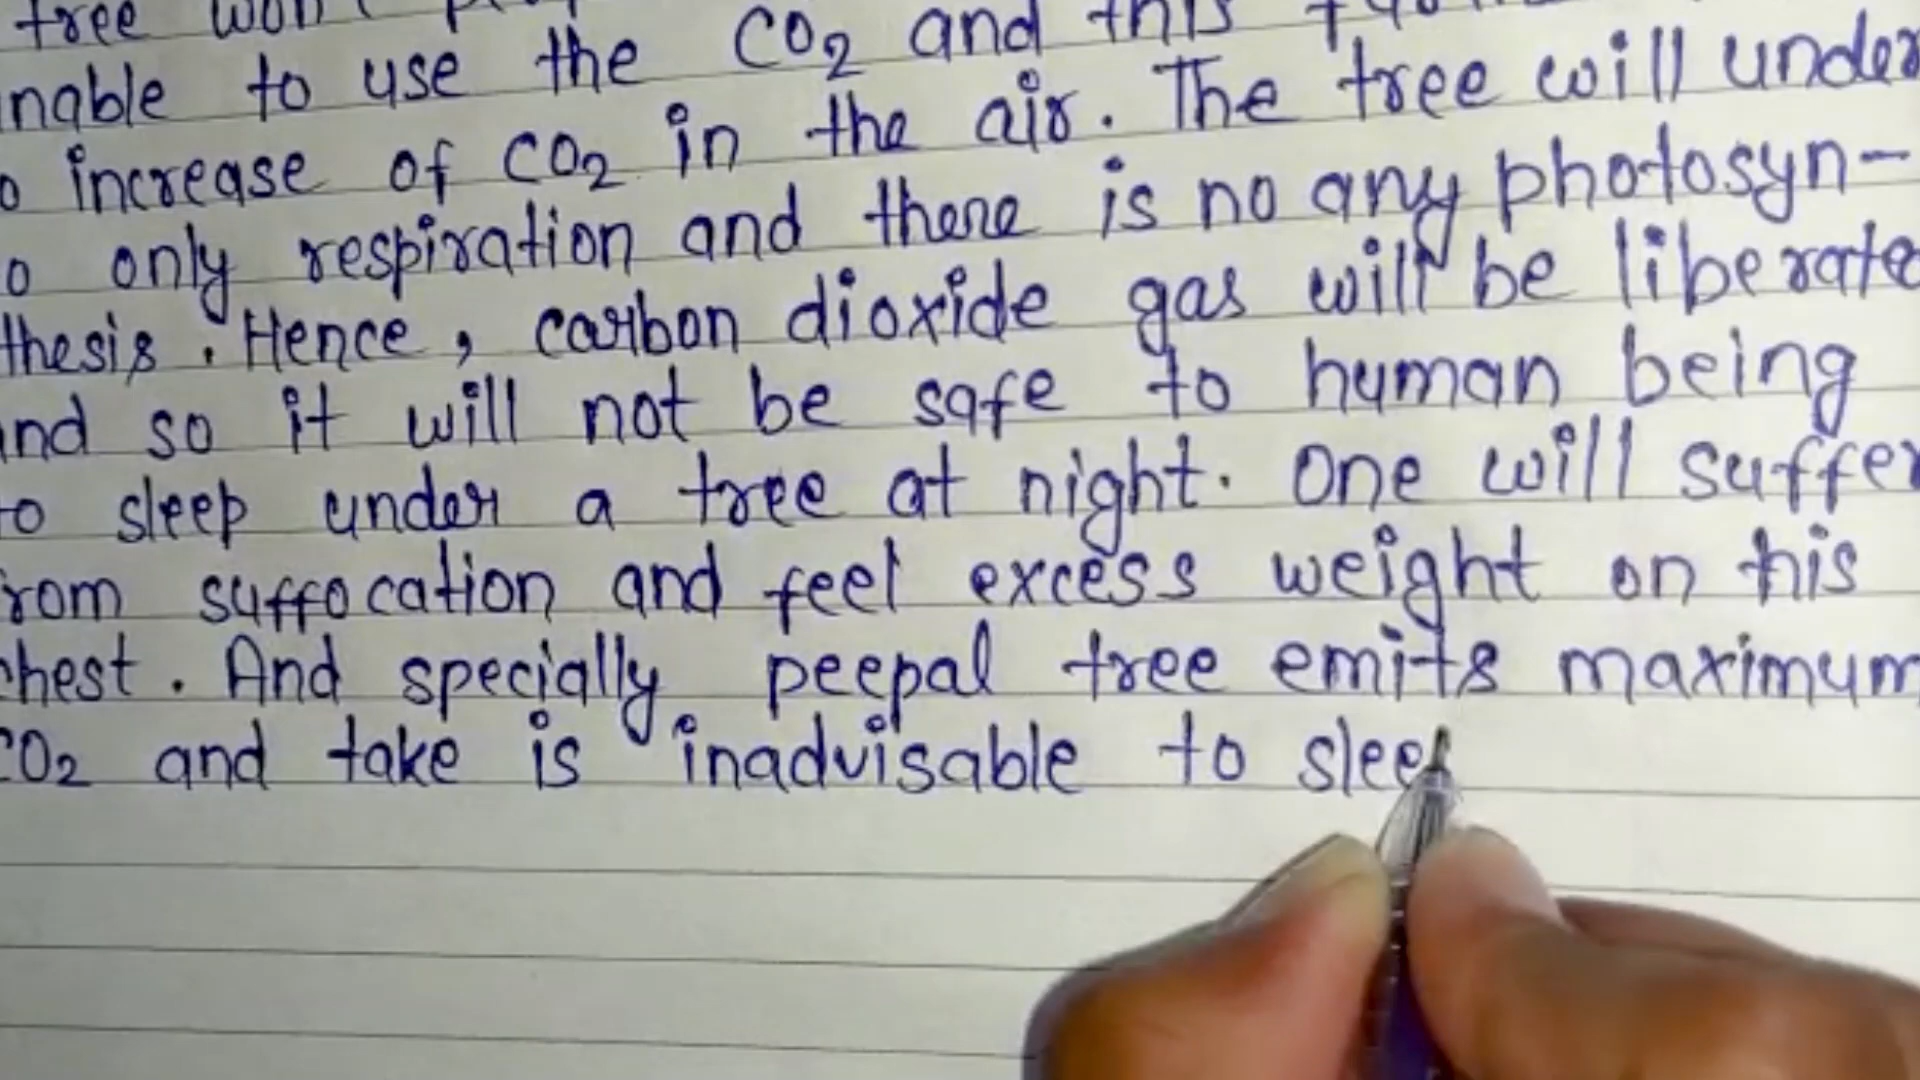 tree won't
nable to use the CO2 and this
o increase of CO2 in the air. The tree will under
o only respiration and there is no any photosyn-
thesis. Hence, carbon dioxide gas will be liberate
and so it will not be safe to human being
to sleep under a tree at night. One will suffer
rom suffocation and feel excess weight on his
chest. And specially peepal tree emits maximum
CO2 and take is inadvisable to slee